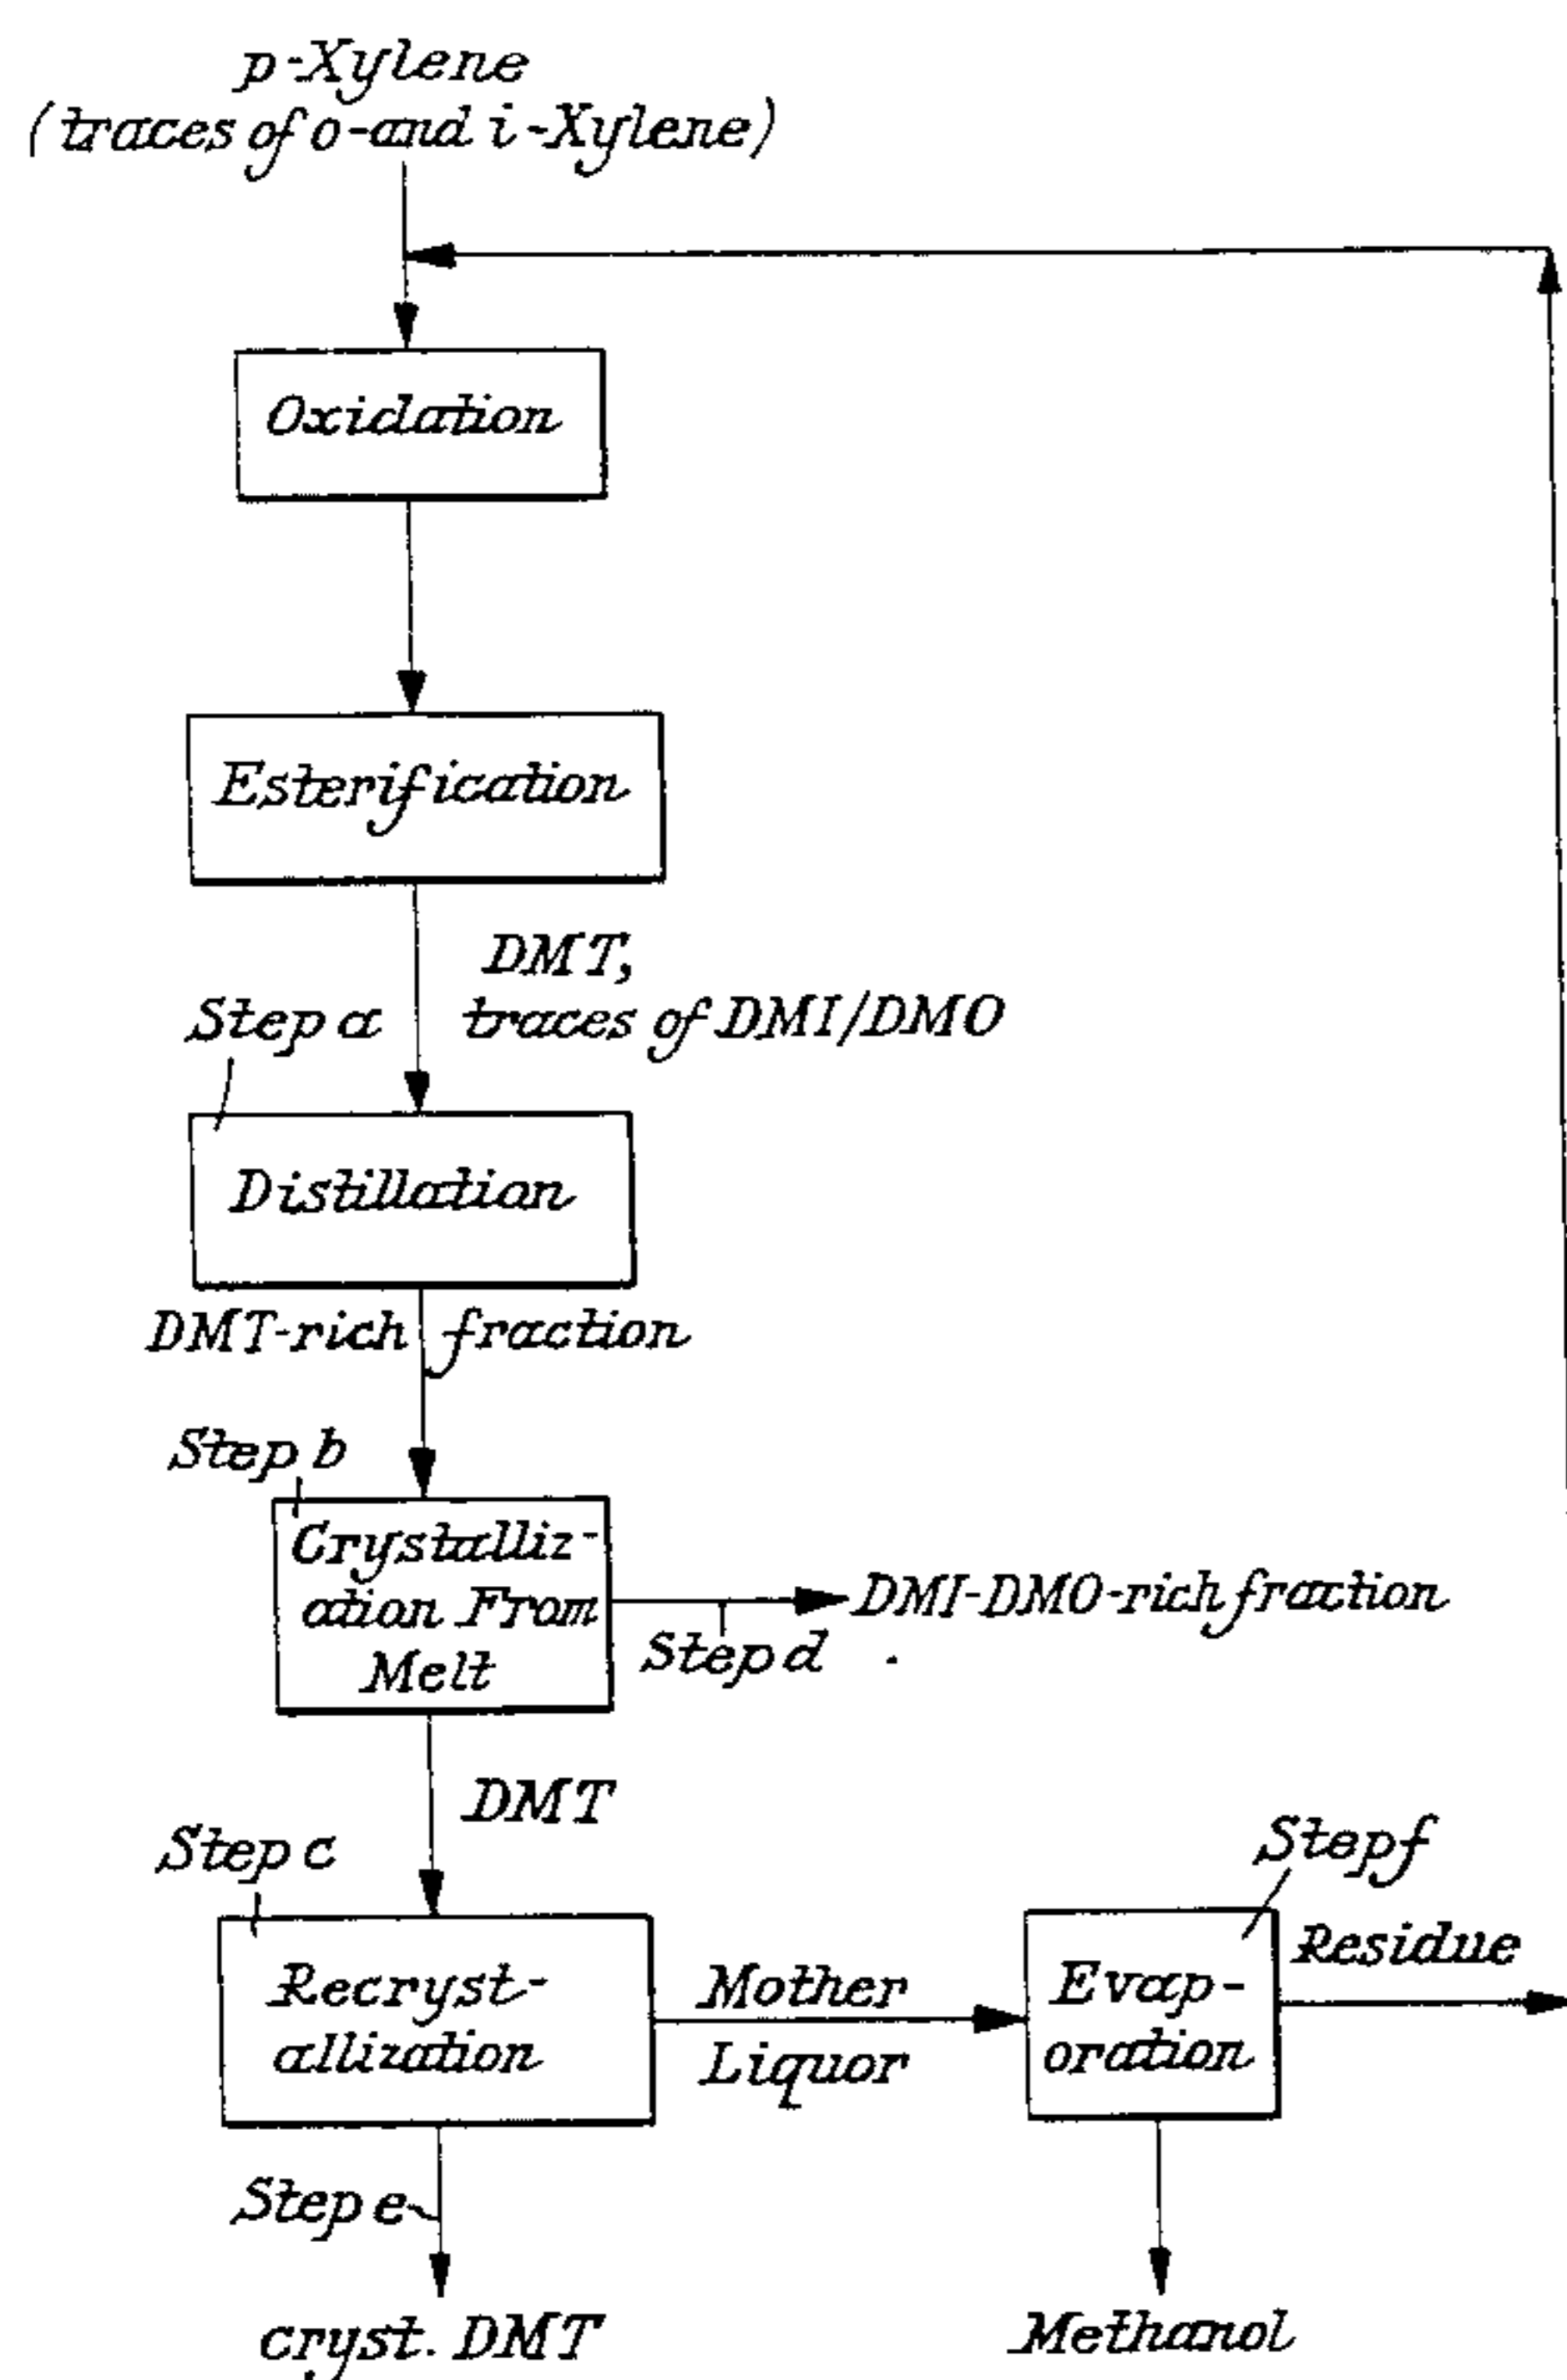 p-Xylene
(traces of o-and i-Xylene)
Oxidation
Esterification
DMT,
Step a
traces of DMI/DMO
Distillation
DMT-rich fraction
Step b
Crystalliz-
ation From
Melt
DMI-DMO-rich fraction
Step d
DMT
Step c
Step f
Recryst-
allization
Mother
Liquor
Evap-
oration
Residue
Step e
cryst. DMT
Methanol